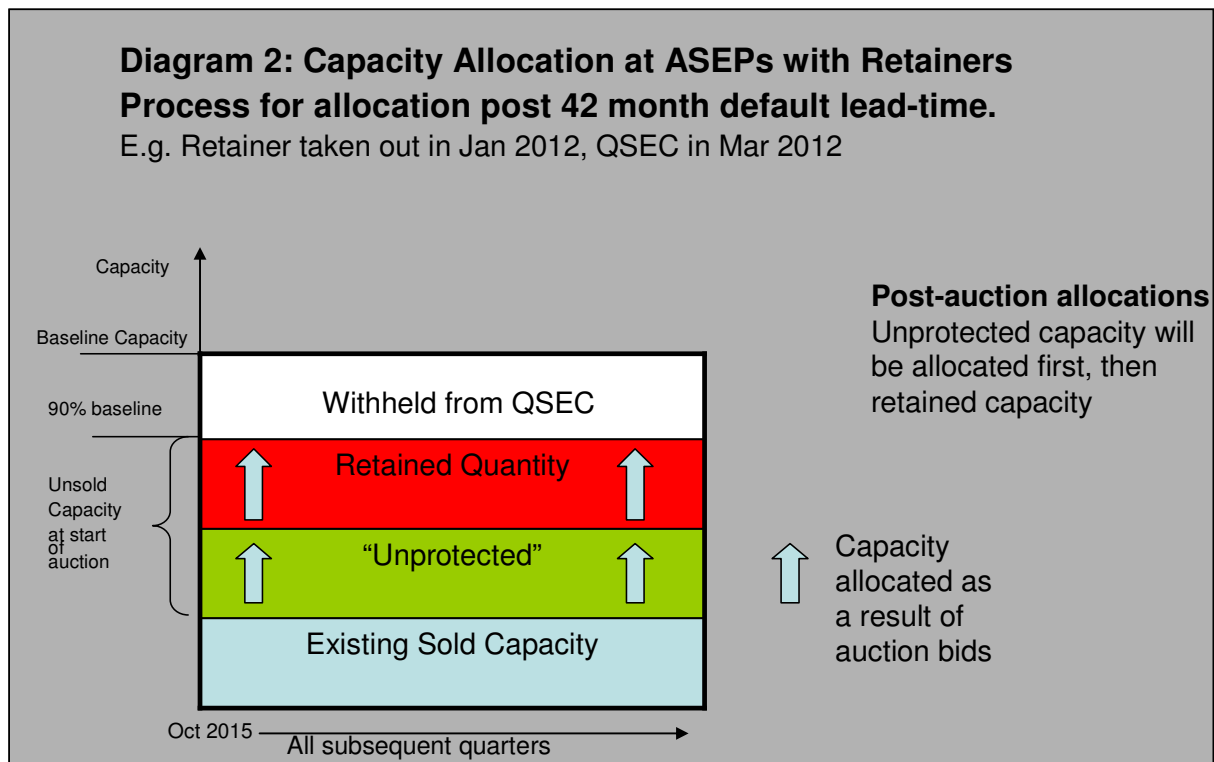 Diagram 2: Capacity Allocation at ASEPs with Retainers
Process for allocation post 42 month default lead-time.
E.g. Retainer taken out in Jan 2012, QSEC in Mar 2012
Capacity
Baseline Capacity
90% baseline
Unsold
Capacity
at start
of
auction
Withheld from QSEC
Retained Quantity
“Unprotected”
Existing Sold Capacity
Oct 2015
All subsequent quarters
Post-auction allocations
Unprotected capacity will
be allocated first, then
retained capacity
Capacity
allocated as
a result of
auction bids